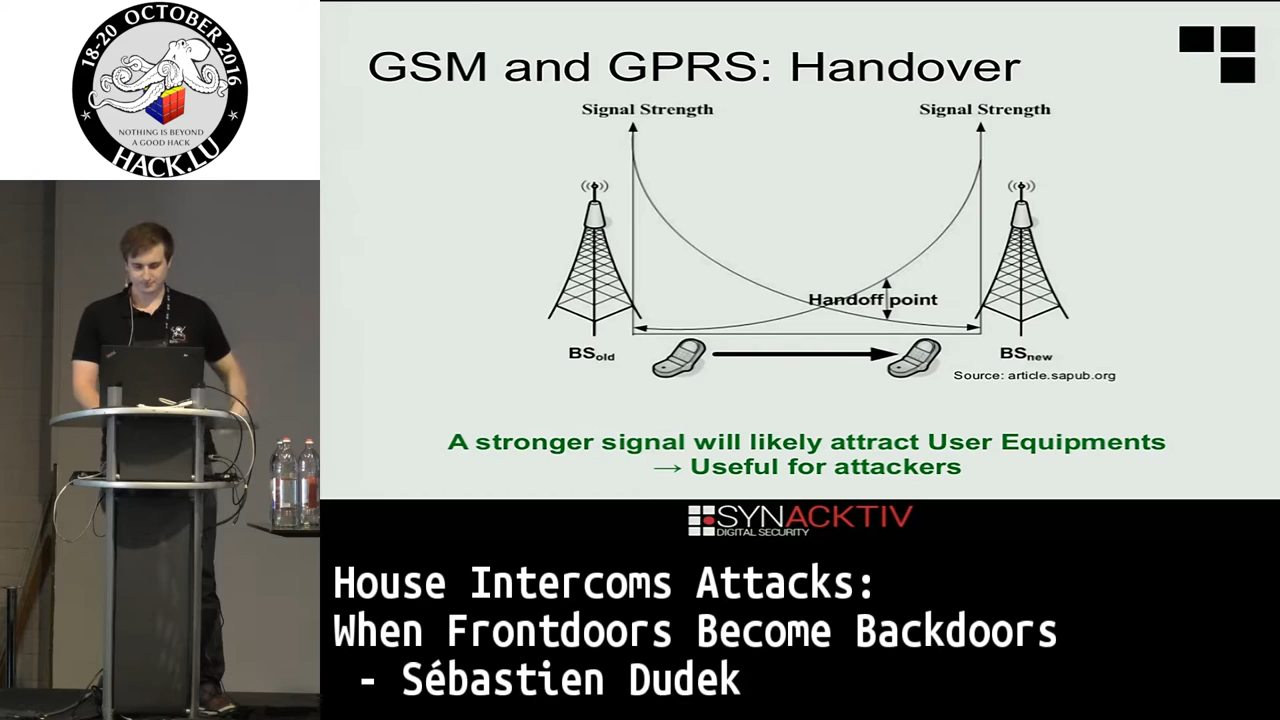 18-20 OCTOBER 2016
NOTHING IS BEYOND
A GOOD HACK
HACK.LU
GSM and GPRS: Handover
Signal Strength
Signal Strength
Handoff point
BSold
BSnew
Source: article.sapub.org
A stronger signal will likely attract User Equipments
→ Useful for attackers
SYNACKTIV
DIGITAL SECURITY
House Intercoms Attacks:
When Frontdoors Become Backdoors
- Sébastien Dudek